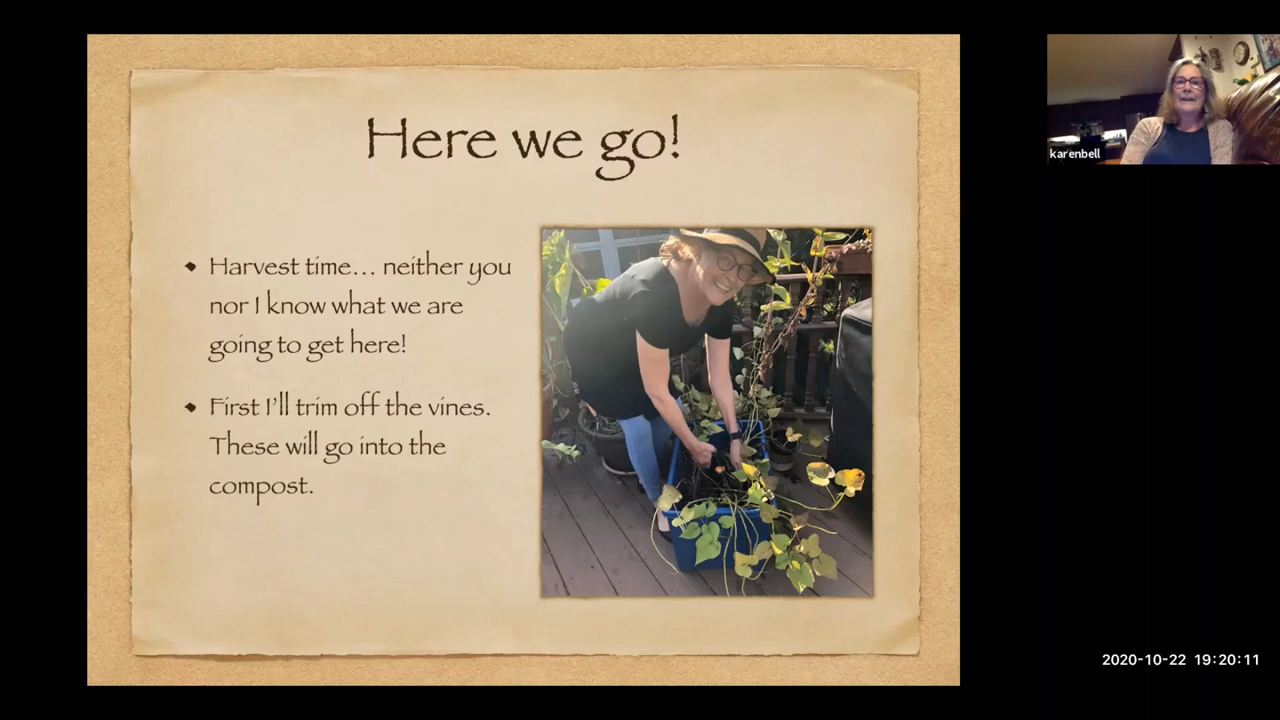 Here we go!
Harvest time... neither you
nor I know what we are
going to get here!
First I'll trim off the vines.
These will go into the
compost.
karenbell
2020-10-22 19:20:11